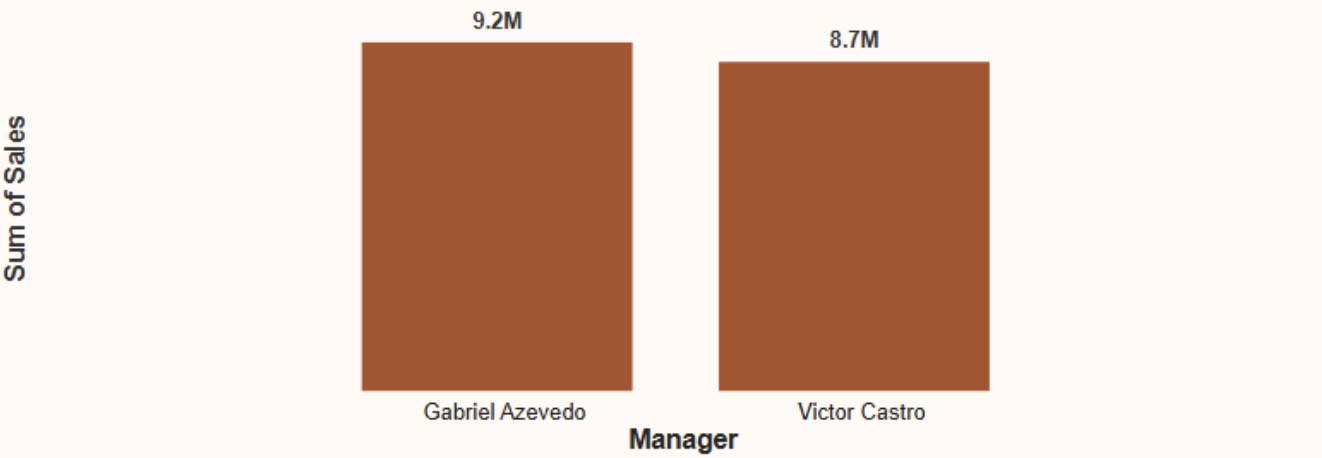 9.2M
8.7M
Sum of Sales
Gabriel Azevedo
Victor Castro
Manager